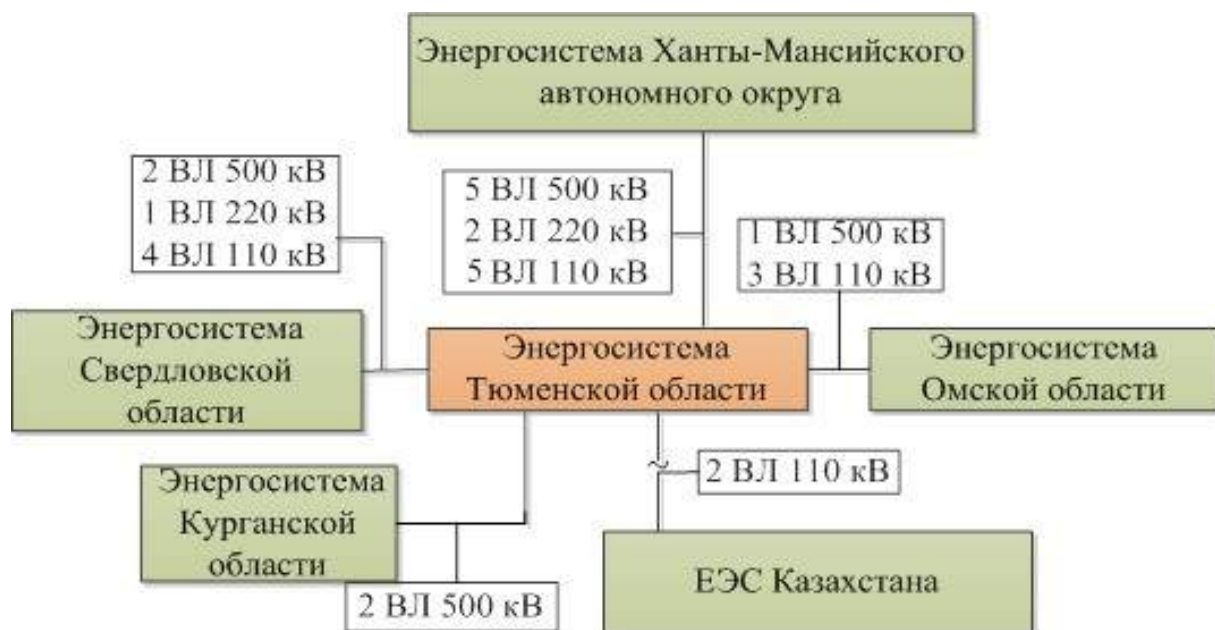 Энергосистема Ханты-Мансийского
автономного округа
2 ВЛ 500 кВ
1 ВЛ 220 кВ
4 ВЛ 110 кВ
5 ВЛ 500 кВ
2 ВЛ 220 кВ
5 ВЛ 110 кВ
1 ВЛ 500 кВ
3 ВЛ 110 кВ
Энергосистема
Свердловской
области
Энергосистема
Тюменской области
Энергосистема
Омской области
2 ВЛ 110 кВ
Энергосистема
Курганской
области
2 ВЛ 500 кВ
ЕЭС Казахстана